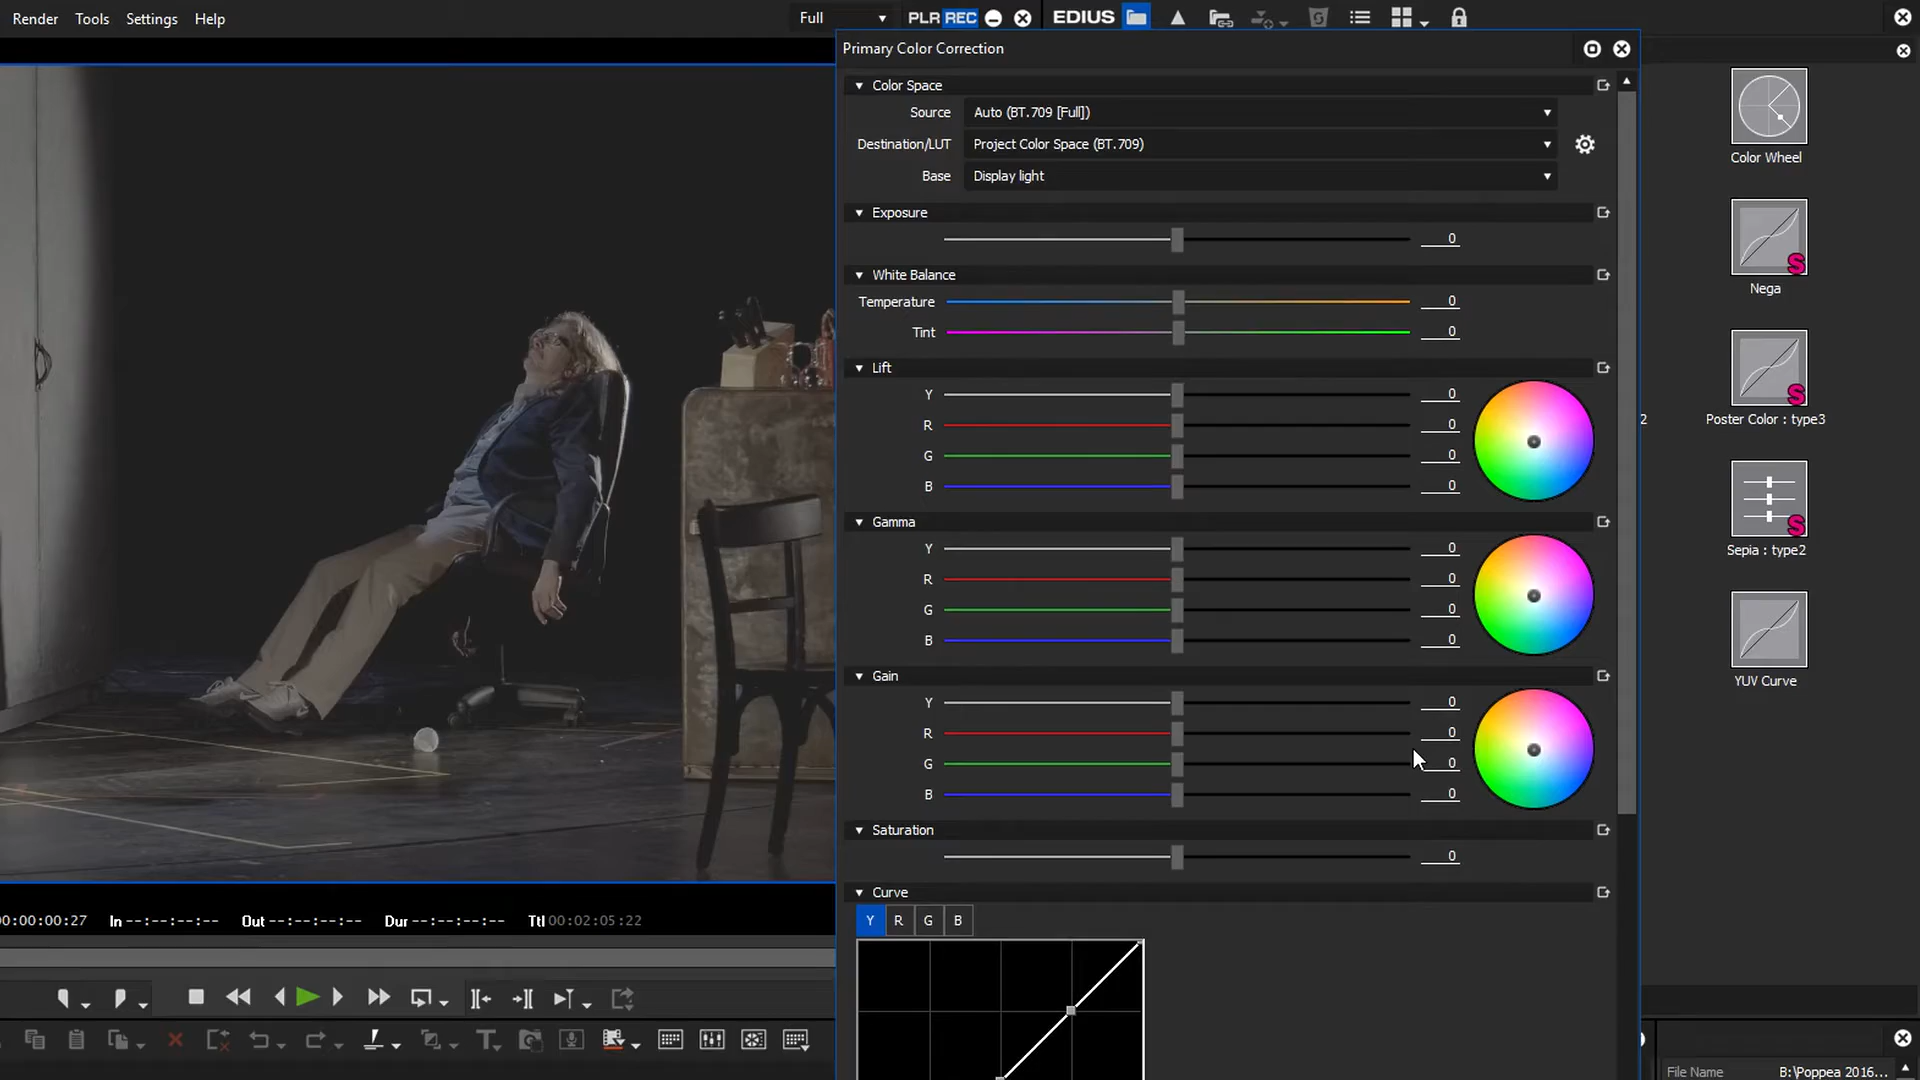 Render Tools Settings Help
Full
PLR REC
EDIUS
Primary Color Correction
Color Space
Source Auto (BT.709 [Full])
Destination/LUT Project Color Space (BT.709)
Base Display light
Exposure
0
White Balance
Temperature 0
Tint 0
Lift
Y 0
R 0
G 0
B 0
Gamma
Y 0
R 0
G 0
B 0
Gain
Y 0
R 0
G 0
B 0
Saturation
0
Curve
Y R G B
Color Wheel
S
Nega
S
2 Poster Color : type3
S
Sepia : type2
YUV Curve
00:00:00:27 In --:--:--:-- Out --:--:--:-- Dur --:--:--:-- Ttl 00:02:05:22
File Name B:\Poppea 2016...